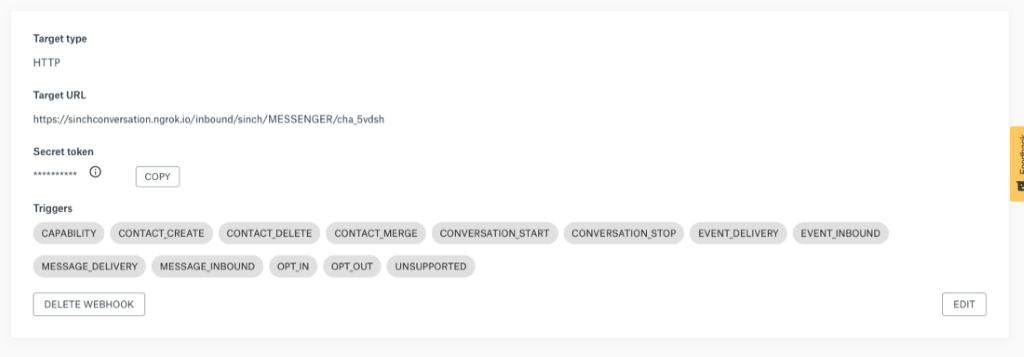 Target type
HTTP
Target URL
https://sinchconversation.ngrok.io/inbound/sinch/MESSENGER/cha_5vdsh
Secret token
********** COPY
Triggers
CAPABILITY CONTACT_CREATE CONTACT_DELETE CONTACT_MERGE CONVERSATION_START CONVERSATION_STOP EVENT_DELIVERY EVENT_INBOUND
MESSAGE_DELIVERY MESSAGE_INBOUND OPT_IN OPT_OUT UNSUPPORTED
DELETE WEBHOOK EDIT